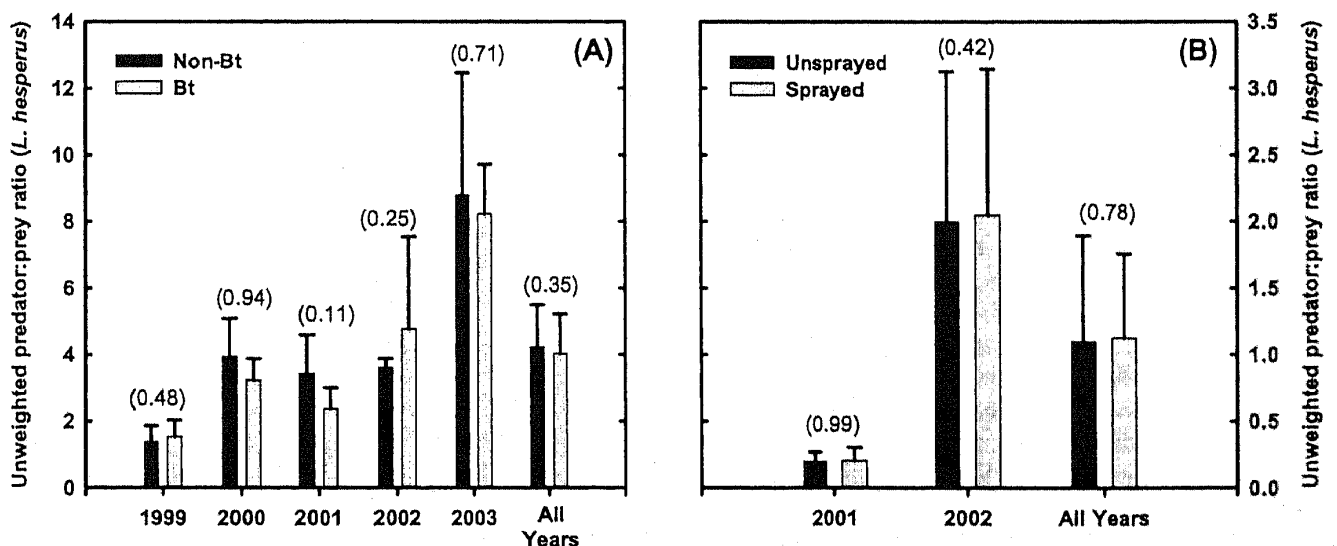 Unweighted predator:prey ratio (L. hesperus)
14
12
10
8
6
4
2
0
Non-Bt
Bt
(A)
(0.48)
(0.94)
(0.11)
(0.25)
(0.71)
(0.35)
1999
2000
2001
2002
2003
All
Years
Unsprayed
Sprayed
(B)
(0.99)
(0.42)
(0.78)
2001
2002
All Years
3.5
3.0
2.5
2.0
1.5
1.0
0.5
0.0
Unweighted predator:prey ratio (L. hesperus)